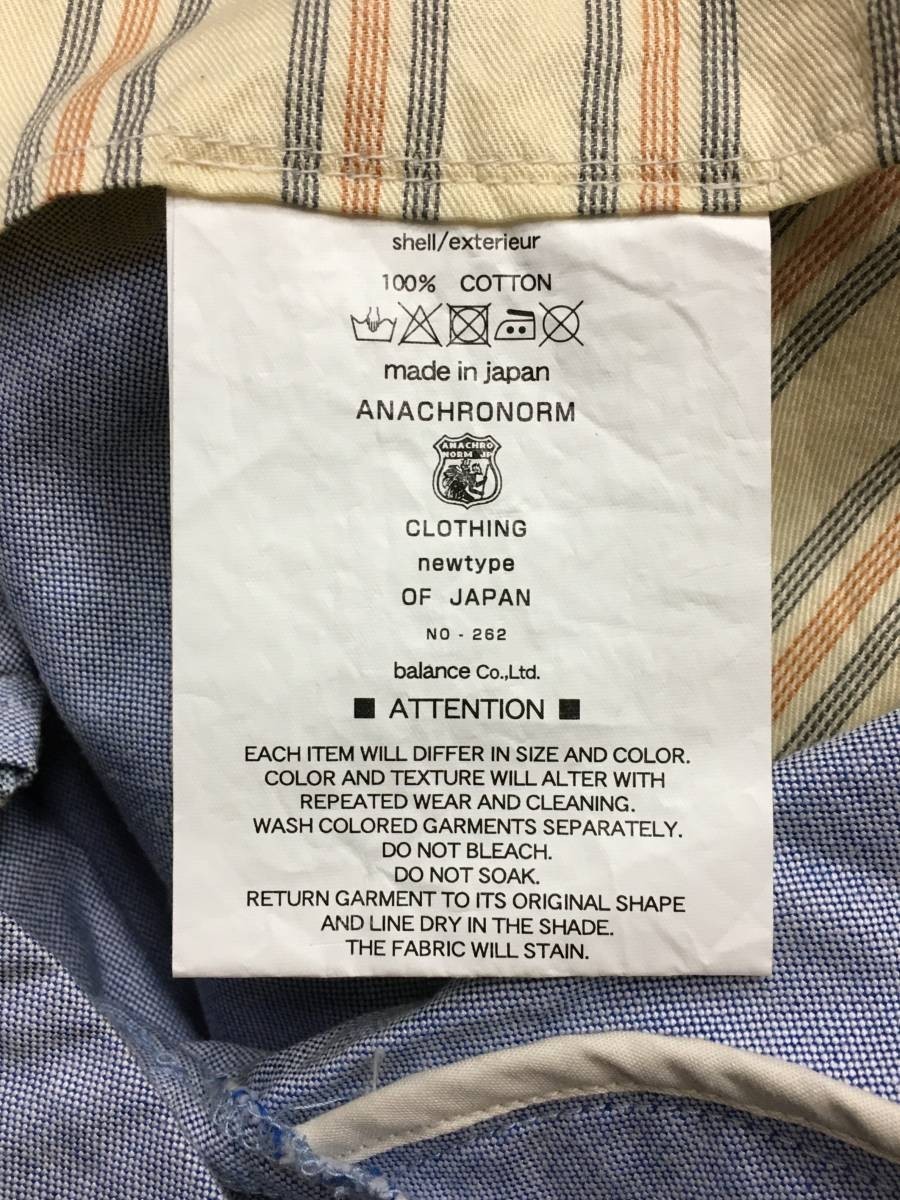 shell/exterieur
100% COTTON
made in japan
ANACHRONORM
ANACHRO
NORM JP
CLOTHING
newtype
OF JAPAN
NO - 262
balance Co.,Ltd.
■ ATTENTION ■
EACH ITEM WILL DIFFER IN SIZE AND COLOR.
COLOR AND TEXTURE WILL ALTER WITH
REPEATED WEAR AND CLEANING.
WASH COLORED GARMENTS SEPARATELY.
DO NOT BLEACH.
DO NOT SOAK.
RETURN GARMENT TO ITS ORIGINAL SHAPE
AND LINE DRY IN THE SHADE.
THE FABRIC WILL STAIN.